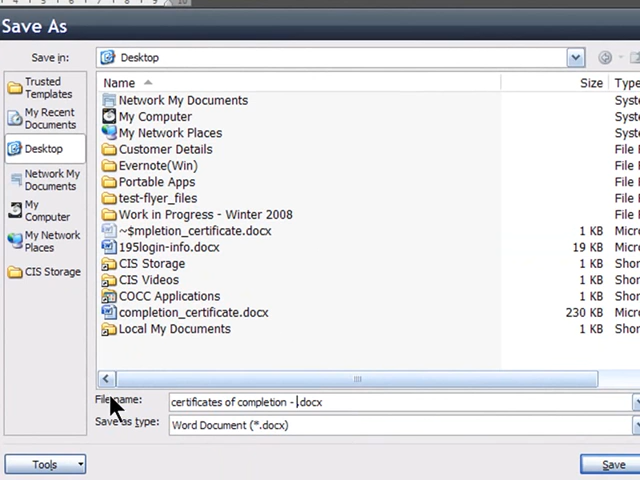 Save As
Save in:
Desktop
Trusted
Templates
My Recent
Documents
Desktop
Network My
Documents
My
Computer
My Network
Places
CIS Storage
Name
Size
Type
Network My Documents
Syst
My Computer
Syst
My Network Places
Syst
Customer Details
File F
Evernote(Win)
File F
Portable Apps
File F
test-flyer_files
File F
Work in Progress - Winter 2008
File F
~$mpletion_certificate.docx
1 KB
Micro
195login-info.docx
19 KB
Micro
CIS Storage
1 KB
Shor
CIS Videos
1 KB
Shor
COCC Applications
1 KB
Shor
completion_certificate.docx
230 KB
Micro
Local My Documents
1 KB
Shor
File name:
certificates of completion - .docx
Save as type:
Word Document (*.docx)
Tools
Save